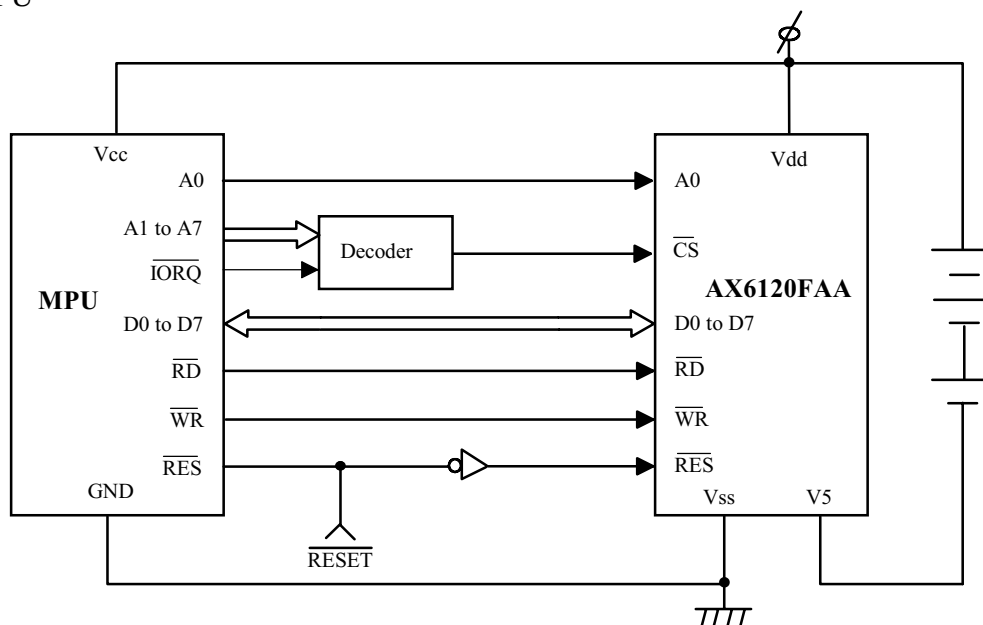 Vcc
A0
A1 to A7
IORQ
MPU
D0 to D7
RD
WR
RES
GND
Decoder
RESET
Vdd
A0
CS
AX6120FAA
D0 to D7
RD
WR
RES
Vss V5